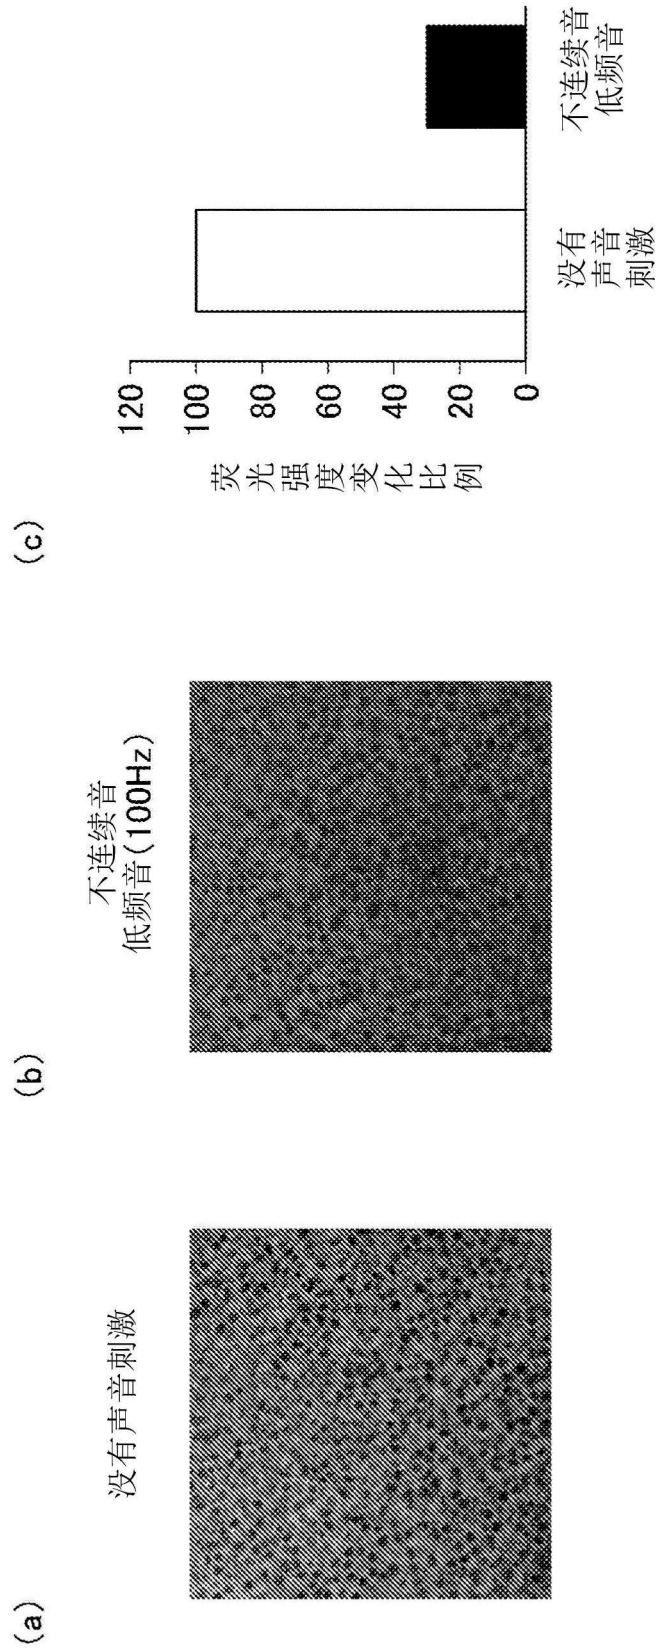 (a)
没有声音刺激
(b)
不连续音
低频音(100Hz)
(c)
荧光强度变化比例
120
100
80
60
40
20
0
没有
声音
刺激
不连续音
低频音